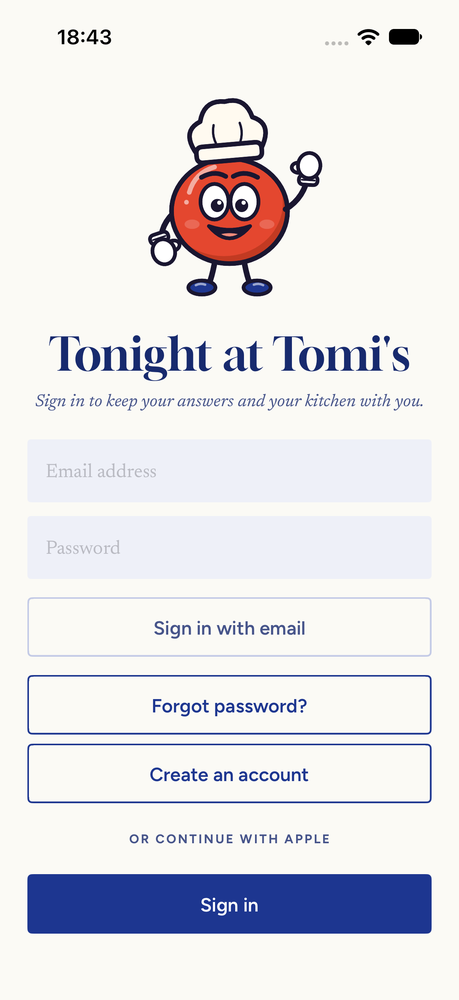 18:43
Tonight at Tomi's
Sign in to keep your answers and your kitchen with you.
Email address
Password
Sign in with email
Forgot password?
Create an account
OR CONTINUE WITH APPLE
Sign in